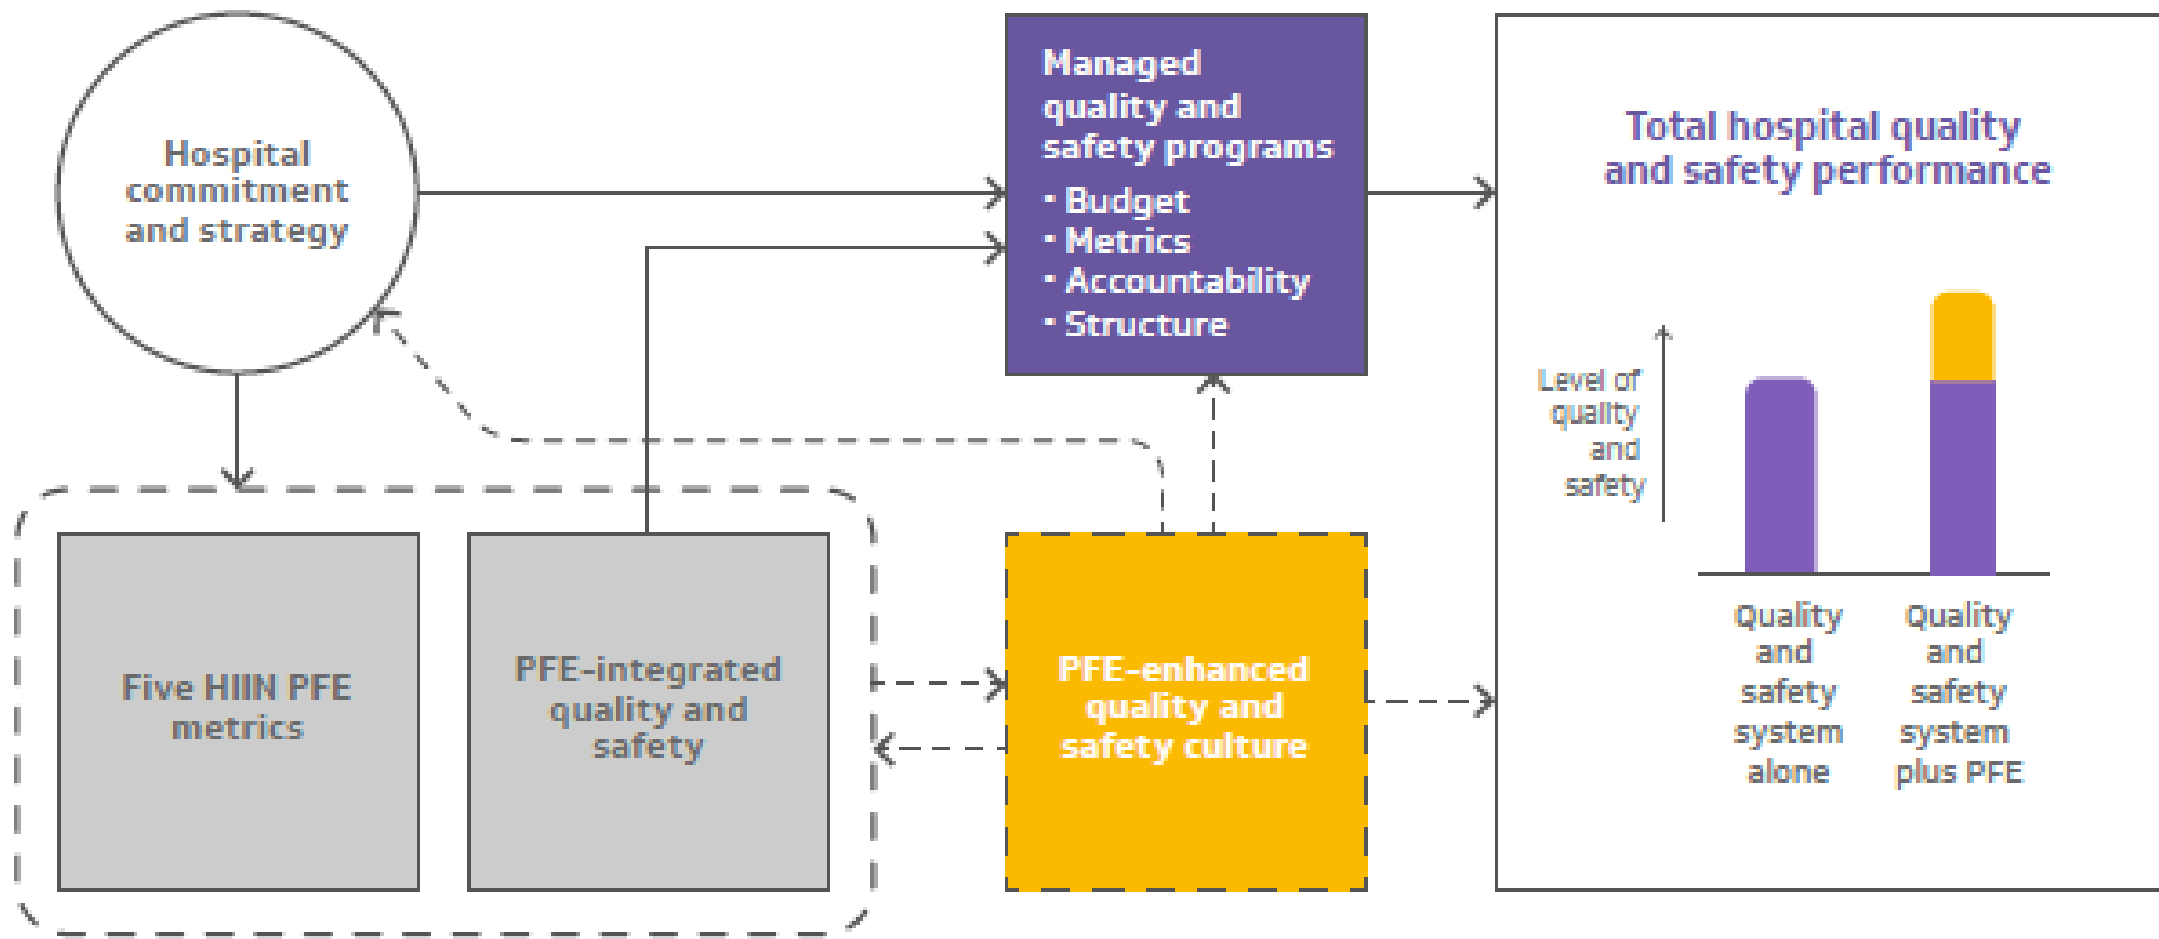 Hospital
commitment
and strategy
Managed
quality and
safety programs
• Budget
• Metrics
• Accountability
• Structure
Total hospital quality
and safety performance
Level of
quality
and
safety
Quality
and
safety
system
alone
Quality
and
safety
system
plus PFE
Five HIIN PFE
metrics
PFE-integrated
quality and
safety
PFE-enhanced
quality and
safety culture